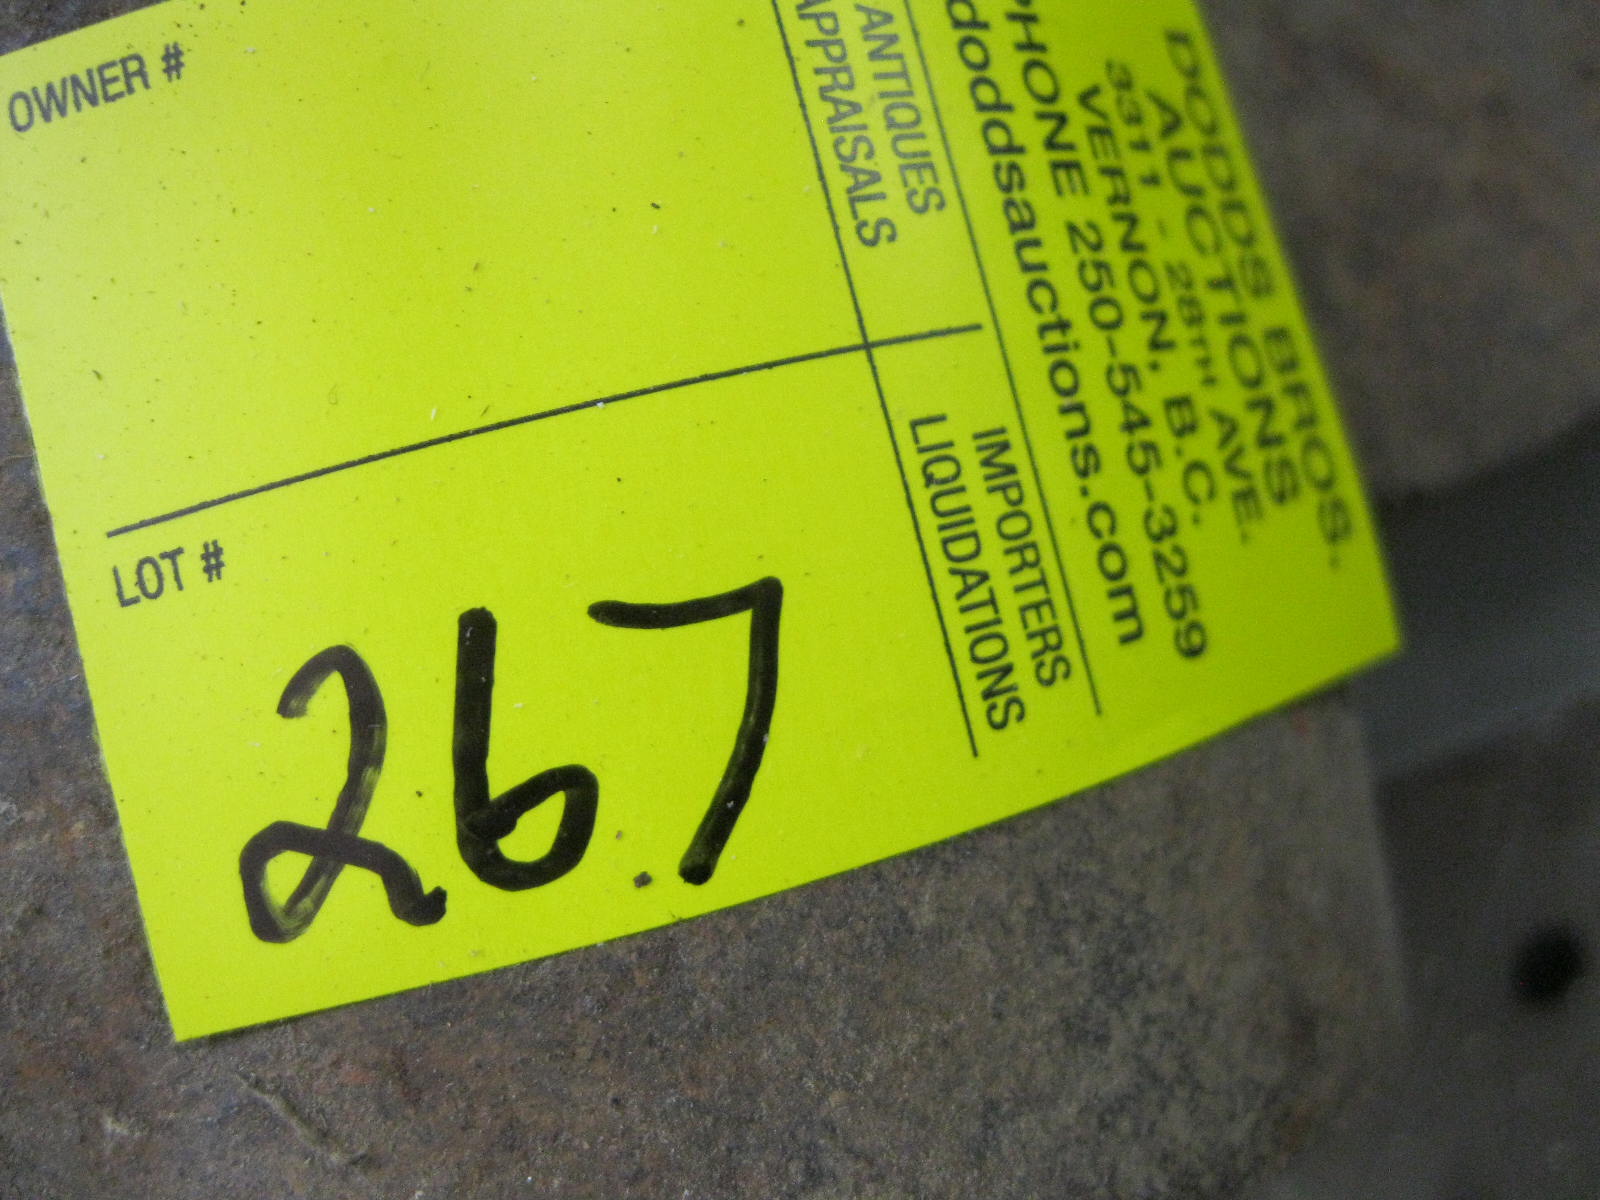 DODDS BROS.
AUCTIONS
3311 - 28TH AVE.
VERNON, B.C.
PHONE 250-545-3259
doddsauctions.com
ANTIQUES
APPRAISALS
IMPORTERS
LIQUIDATIONS
OWNER #
LOT #
267